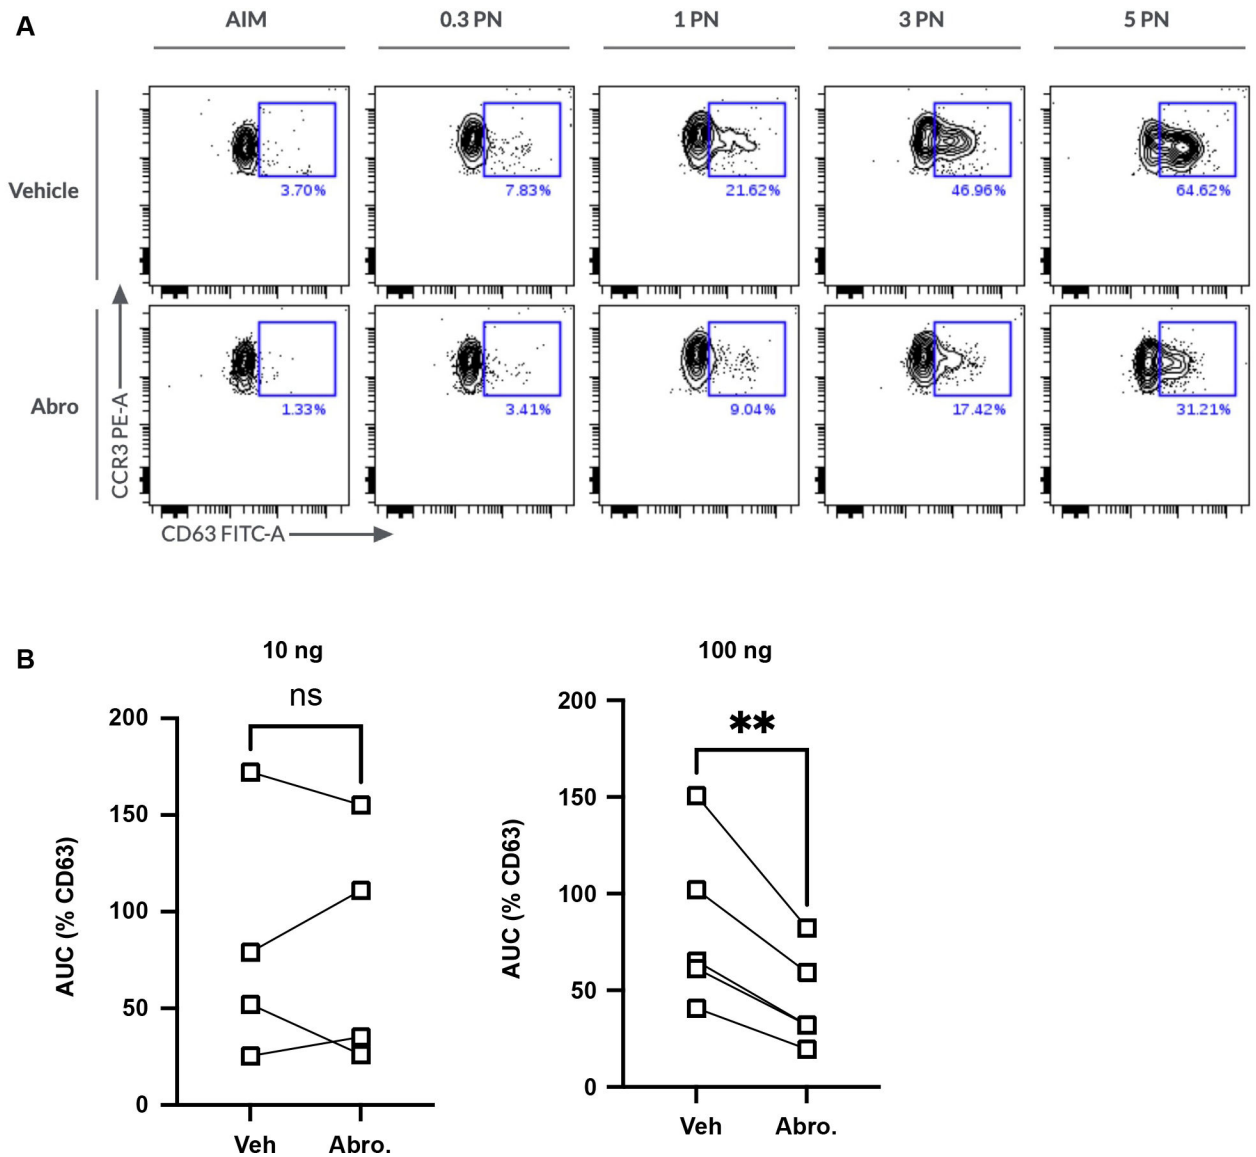 A
AIM 0.3 PN 1 PN 3 PN 5 PN
Vehicle
3.70% 7.83% 21.62% 46.96% 64.62%
Abro
1.33% 3.41% 9.04% 17.42% 31.21%
CCR3 PE-A
CD63 FITC-A
B
10 ng
ns
200
150
100
50
0
AUC (% CD63)
Veh Abro.
100 ng
**
200
150
100
50
0
AUC (% CD63)
Veh Abro.